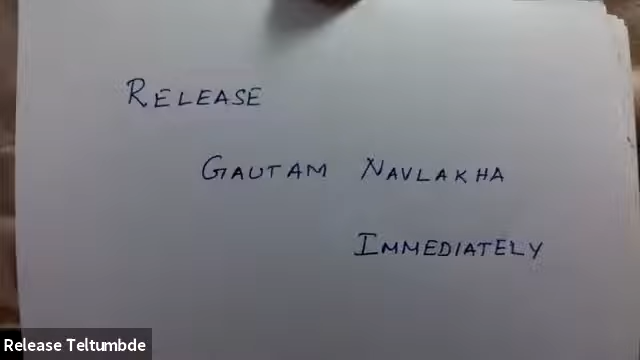 RELEASE
GAUTAM NAVLAKHA
IMMEDIATELY
Release Teltumbde